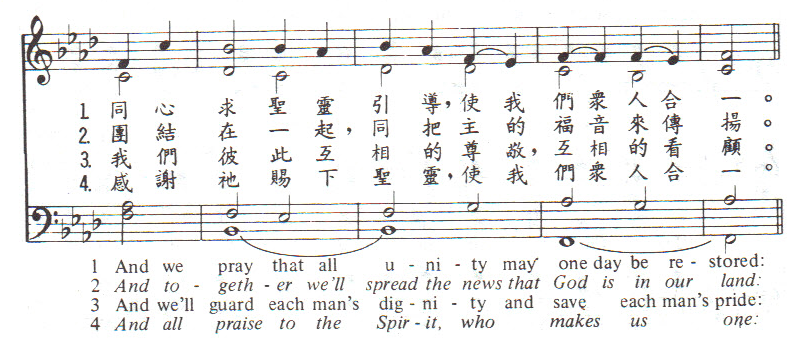 1. 同心求聖靈引導,使我們衆人合一。
2. 團結在一起,同把主的福音來傳揚。
3. 我們彼此互相的尊敬,互相的看顧。
4. 感謝祂賜下聖靈,使我們衆人合一。
1 And we pray that all u - ni - ty may one day be re - stored:
2 And to - geth - er we'll spread the news that God is in our land:
3 And we'll guard each man's dig - ni - ty and save each man's pride:
4 And all praise to the Spir - it, who makes us one: